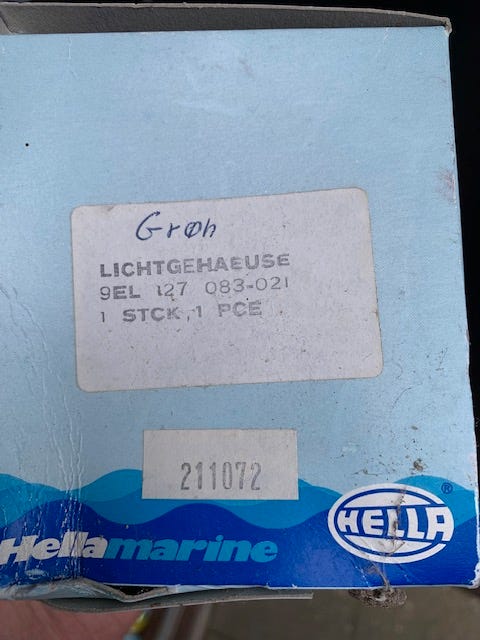 Grøn
LICHTGEHAEUSE
9EL 127 083-021
1 STCK,1 PCE
211072
Hellamarine
HELLA
®